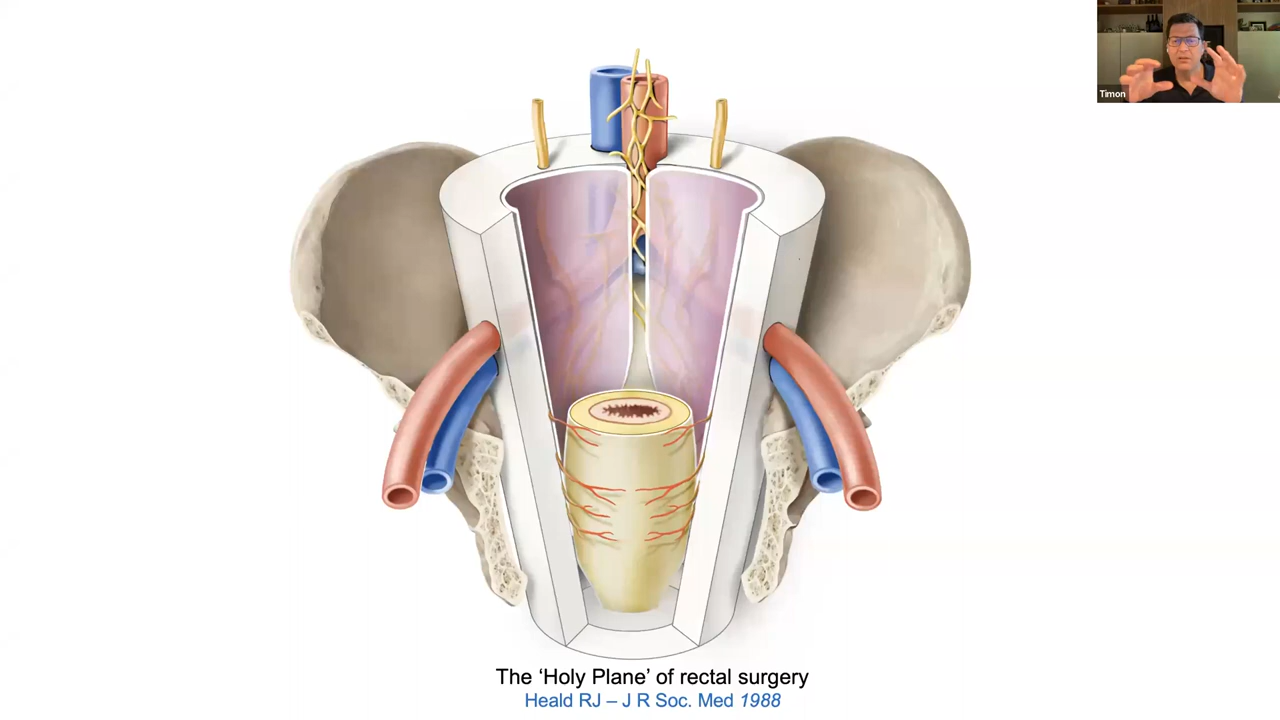 Timon
The ‘Holy Plane’ of rectal surgery
Heald RJ – J R Soc. Med 1988